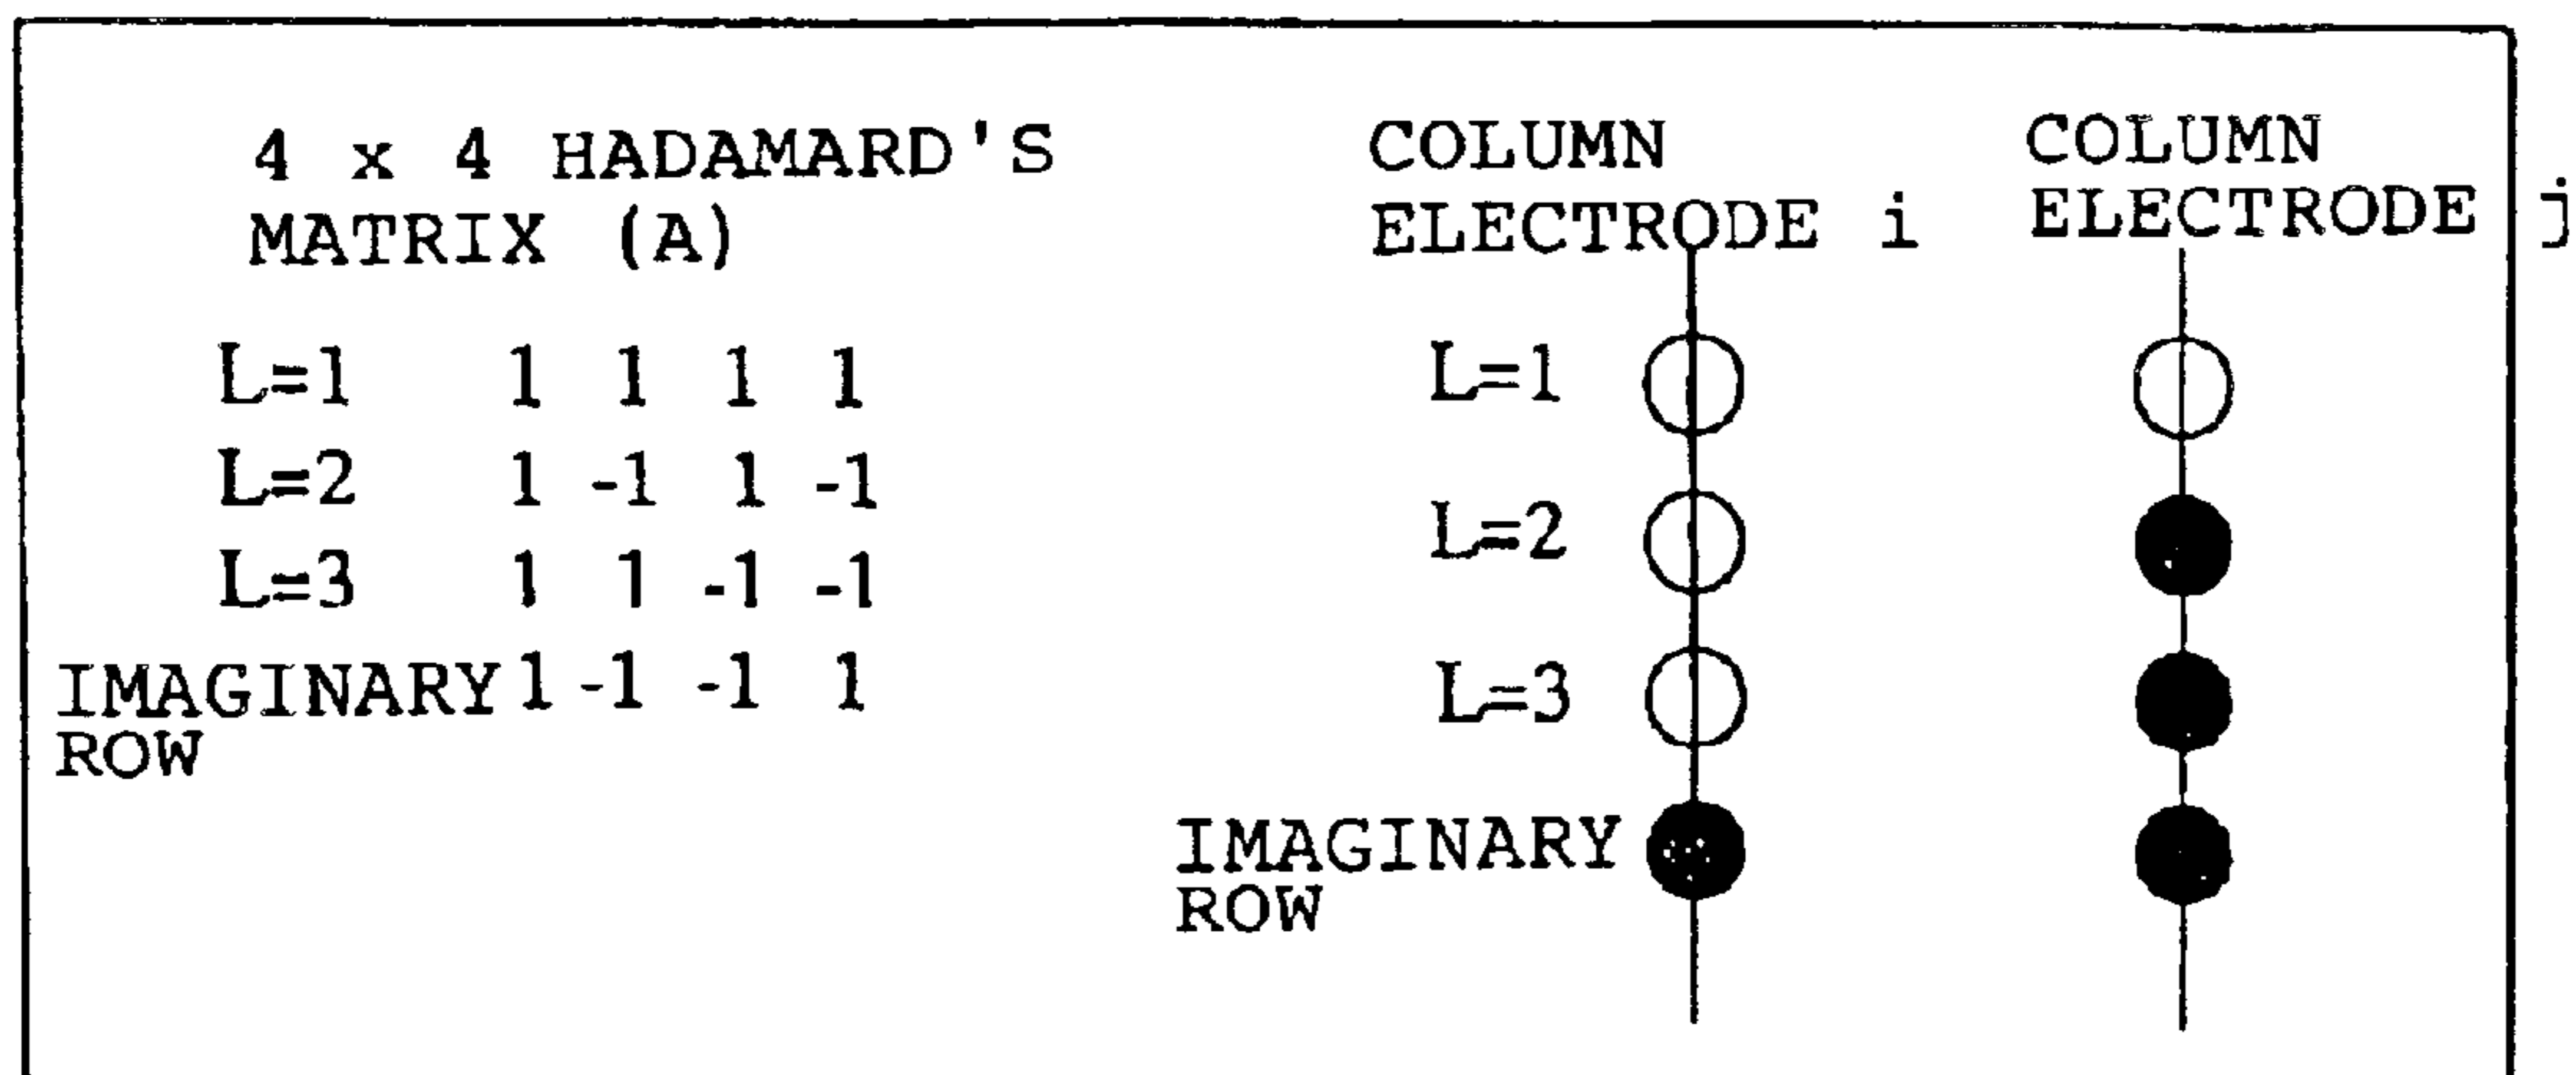 4 x 4 HADAMARD'S
MATRIX (A)
L=1 1 1 1 1
L=2 1 -1 1 -1
L=3 1 1 -1 -1
IMAGINARY 1 -1 -1 1
ROW
COLUMN
ELECTRODE i
COLUMN
ELECTRODE j
L=1
L=2
L=3
IMAGINARY
ROW